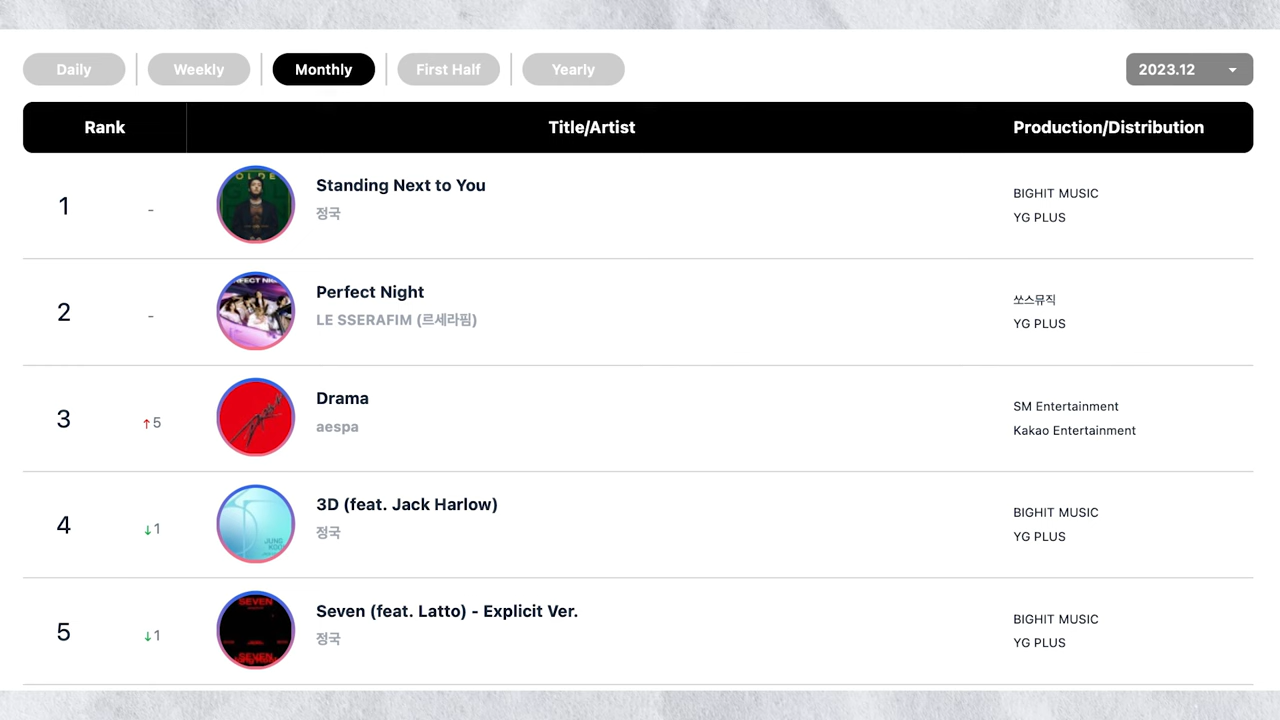 Daily
Weekly
Monthly
First Half
Yearly
2023.12
Rank
Title/Artist
Production/Distribution
1
-
Standing Next to You
정국
BIGHIT MUSIC
YG PLUS
2
-
Perfect Night
LE SSERAFIM (르세라핌)
쏘스뮤직
YG PLUS
3
↑5
Drama
aespa
SM Entertainment
Kakao Entertainment
4
↓1
3D (feat. Jack Harlow)
정국
BIGHIT MUSIC
YG PLUS
JUNG
5
↓1
Seven (feat. Latto) - Explicit Ver.
정국
BIGHIT MUSIC
YG PLUS
SEVEN
SEVEN